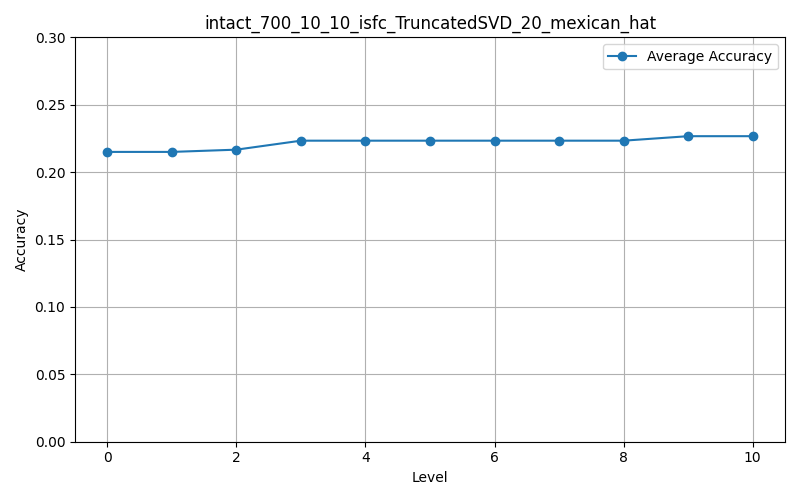 intact_700_10_10_isfc_TruncatedSVD_20_mexican_hat
Average Accuracy
0.30
0.25
0.20
0.15
0.10
0.05
0.00
Accuracy
0 2 4 6 8 10
Level